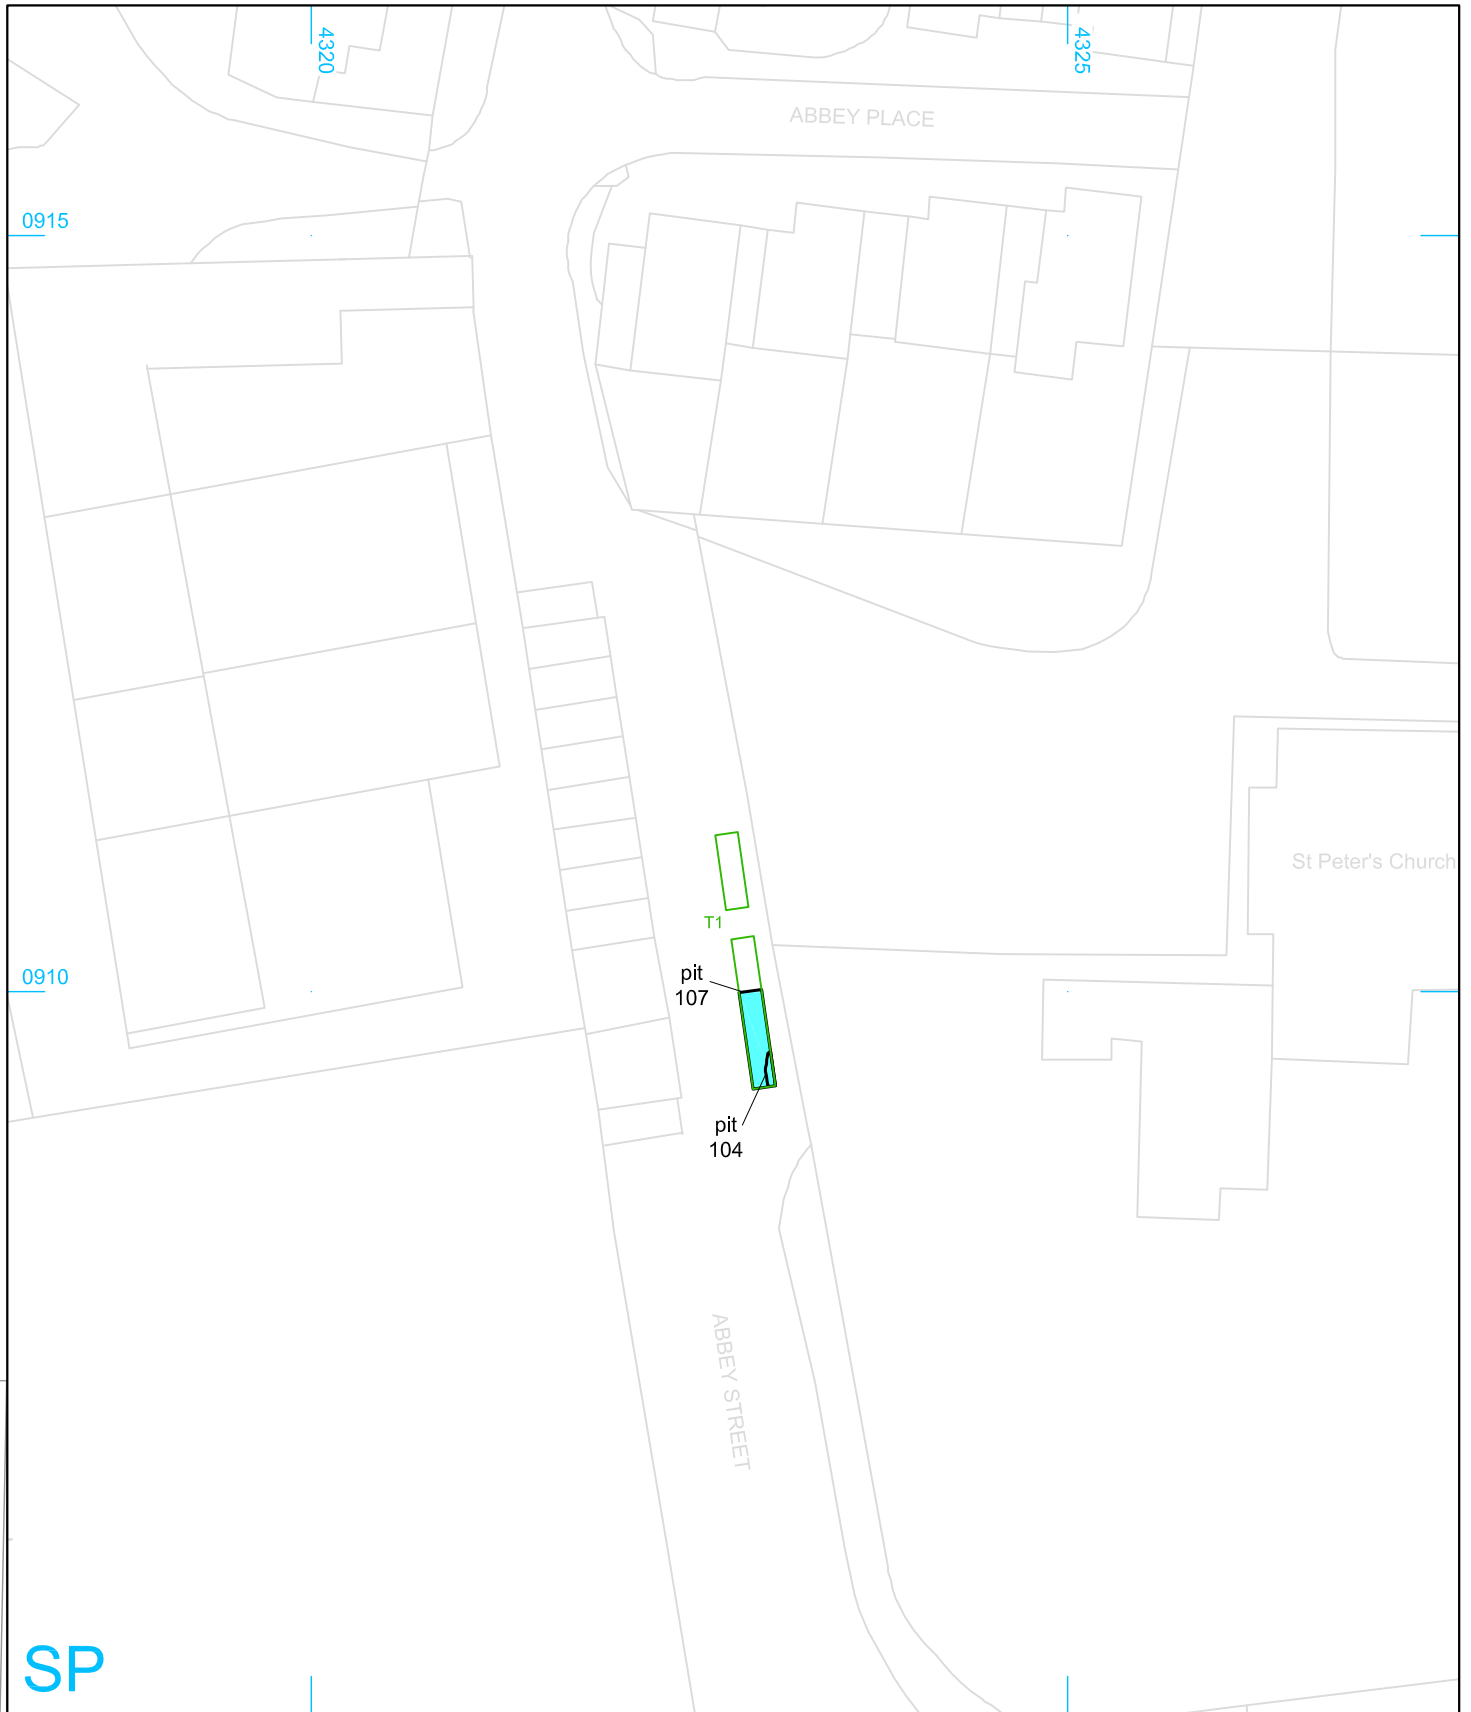 4320
4325
ABBEY PLACE
0915
St Peter's Church
T1
0910
pit
107
pit
104
ABBEY STREET
SP